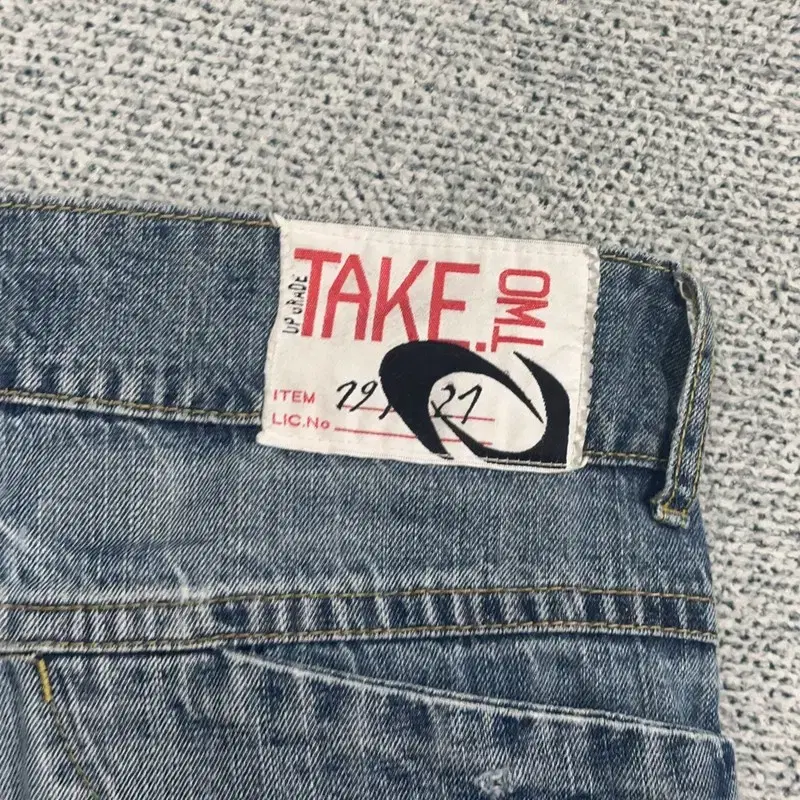 UPGRADE
TAKE.
TWO
ITEM
LIC.No